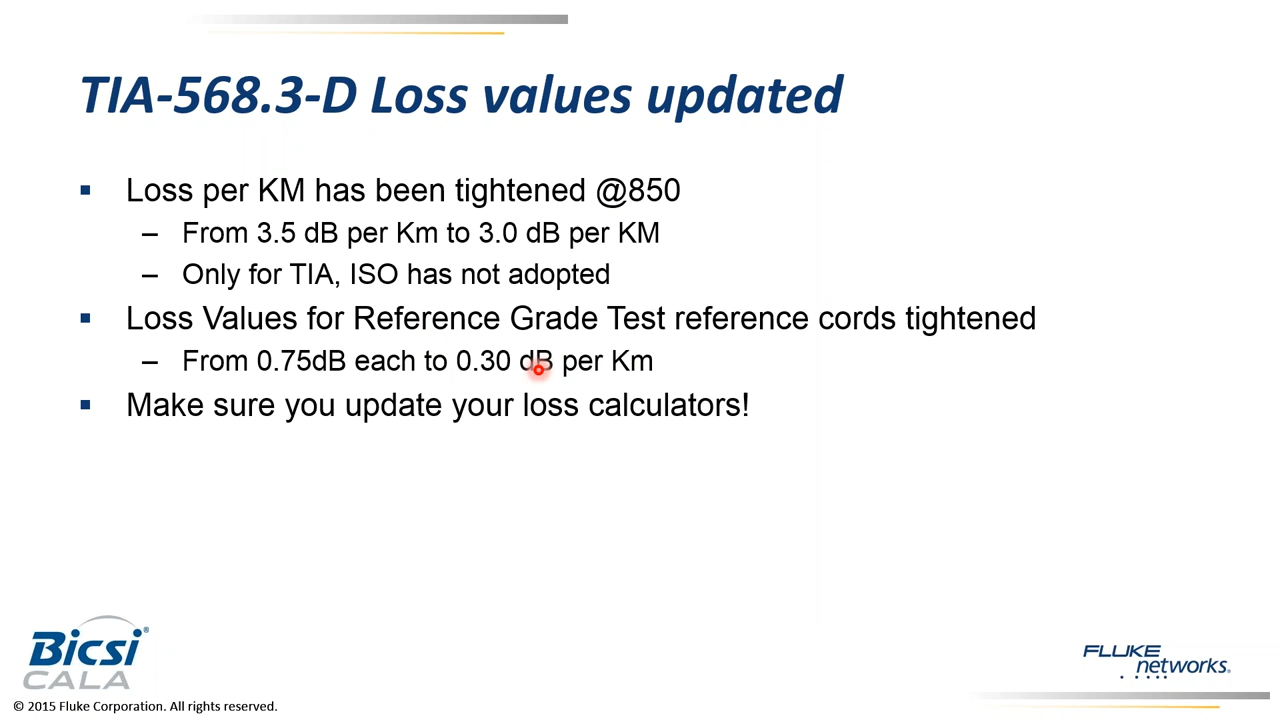 TIA-568.3-D Loss values updated
▪ Loss per KM has been tightened @850
– From 3.5 dB per Km to 3.0 dB per KM
– Only for TIA, ISO has not adopted
▪ Loss Values for Reference Grade Test reference cords tightened
– From 0.75dB each to 0.30 dB per Km
▪ Make sure you update your loss calculators!
Bicsi®
CALA
FLUKE
networks.
© 2015 Fluke Corporation. All rights reserved.